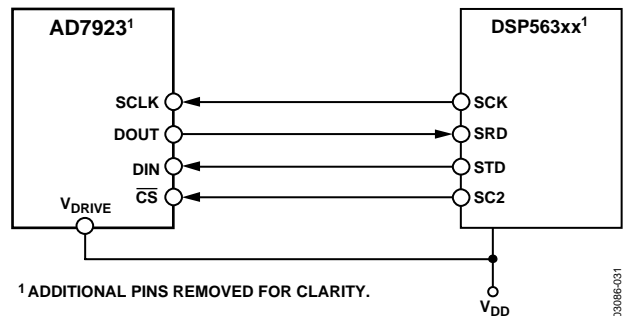 AD7923¹
DSP563xx¹
SCLK
SCK
DOUT
SRD
DIN
STD
CS
SC2
VDRIVE
¹ ADDITIONAL PINS REMOVED FOR CLARITY.
VDD
03086-031